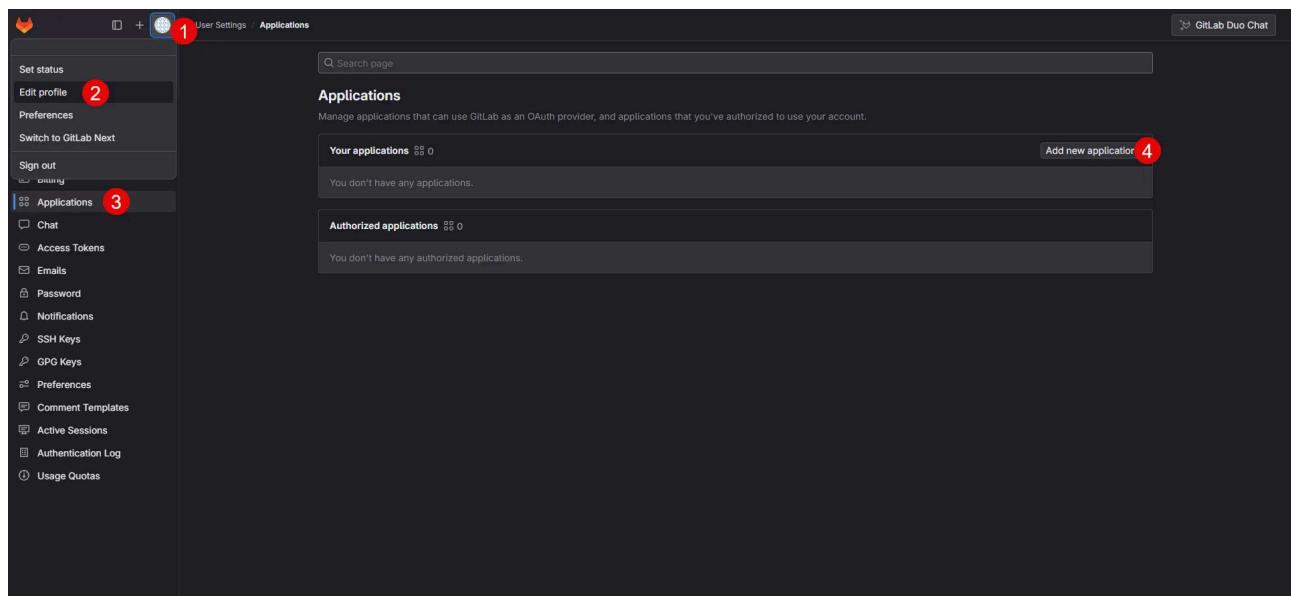 1
User Settings / Applications
GitLab Duo Chat
Set status
Edit profile 2
Preferences
Switch to GitLab Next
Sign out
Billing
Applications 3
Chat
Access Tokens
Emails
Password
Notifications
SSH Keys
GPG Keys
Preferences
Comment Templates
Active Sessions
Authentication Log
Usage Quotas
Search page
Applications
Manage applications that can use GitLab as an OAuth provider, and applications that you've authorized to use your account.
Your applications 0
Add new application 4
You don't have any applications.
Authorized applications 0
You don't have any authorized applications.